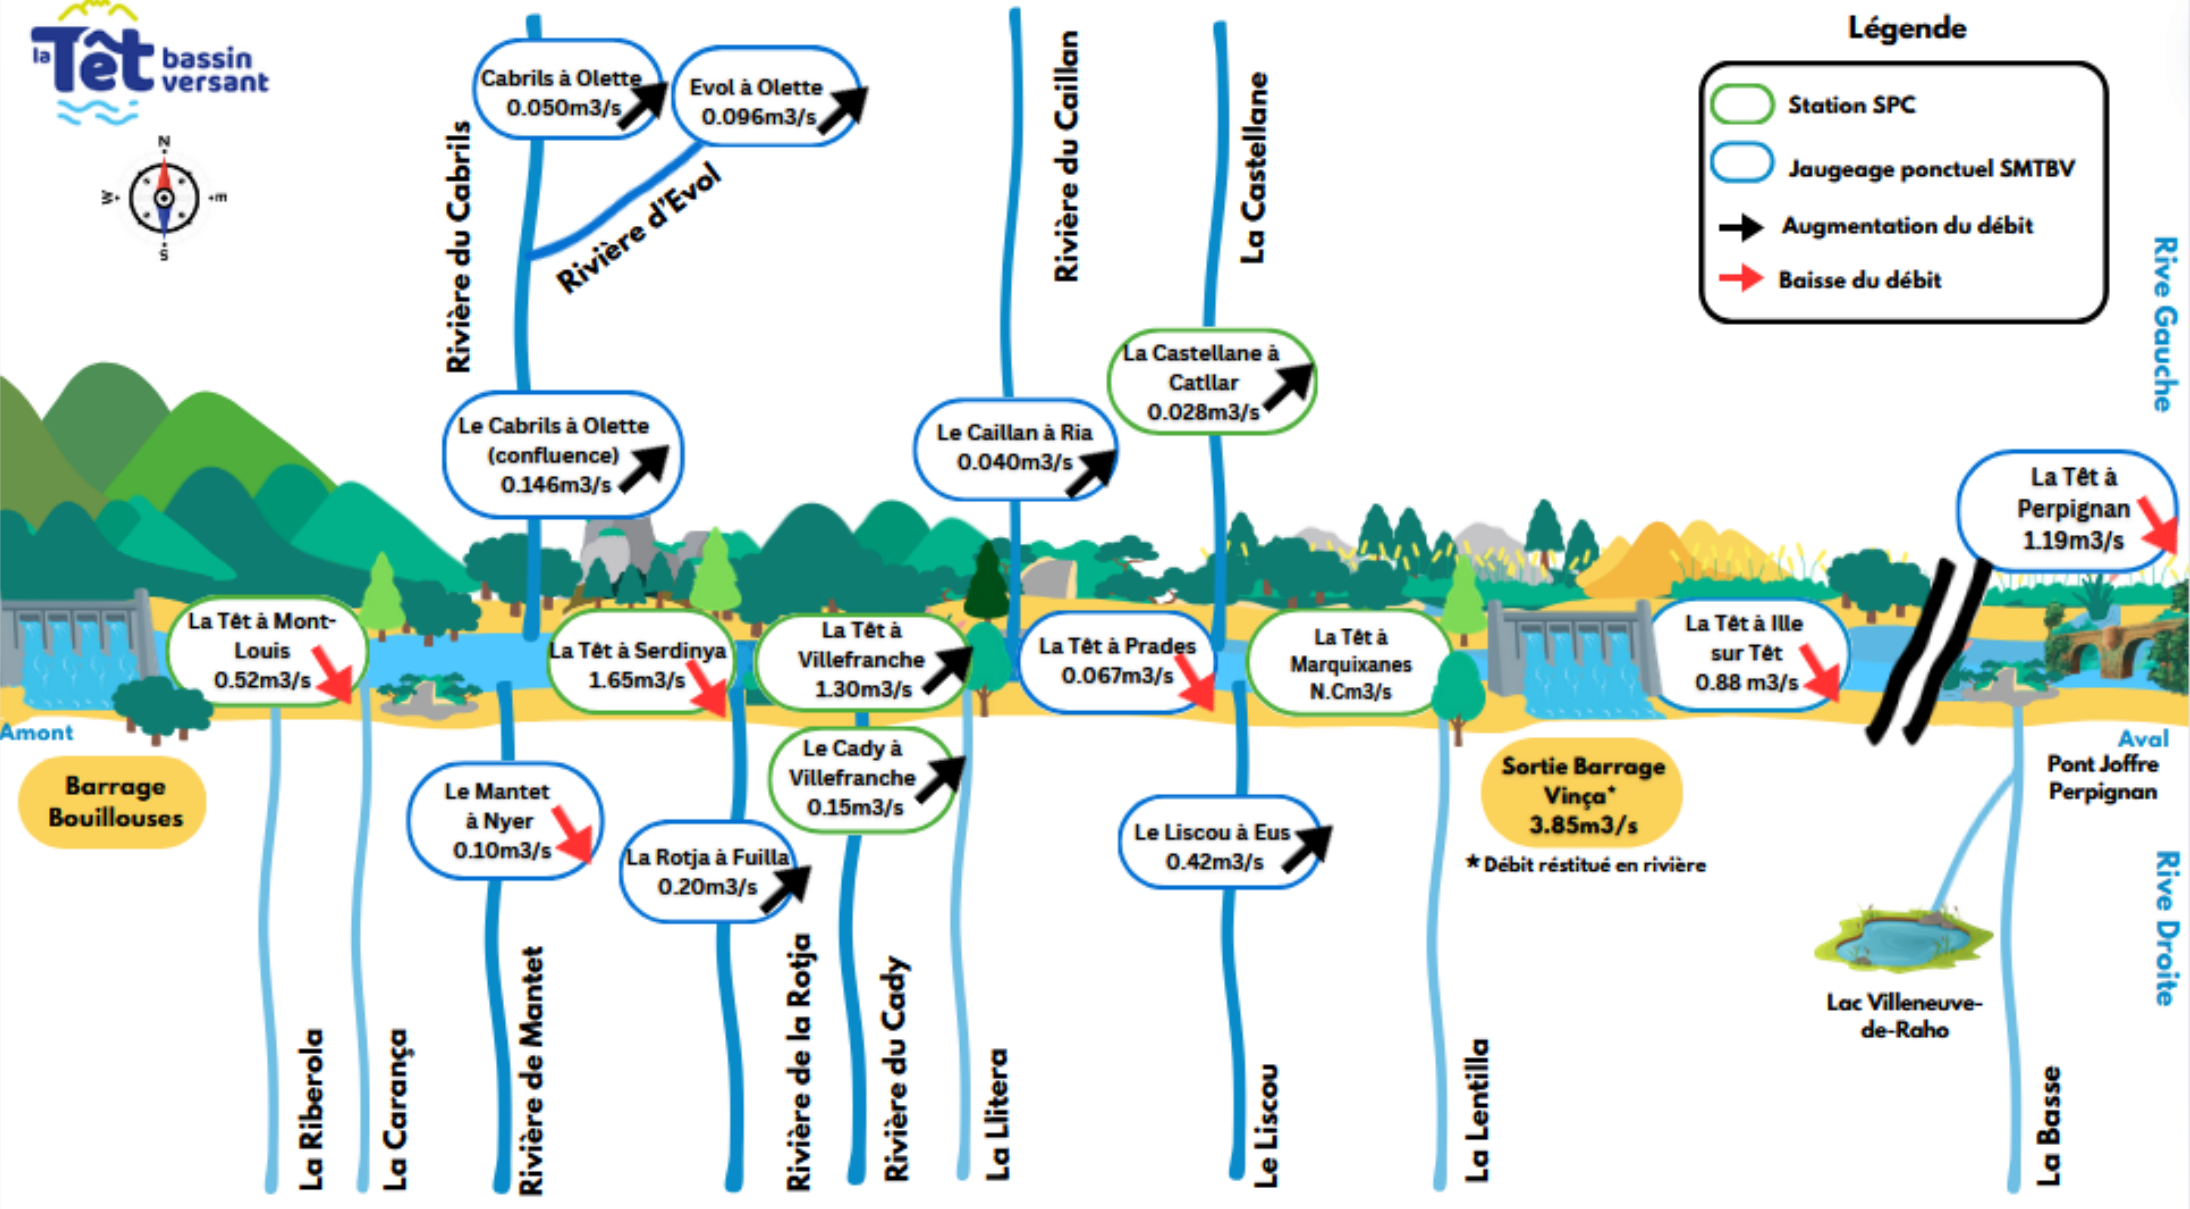 la Têt bassin
versant
N
W
S
Cabrils à Olette
0.050m3/s
Evol à Olette
0.096m3/s
Rivière du Cabrils
Rivière d'Evol
Rivière du Caillan
La Castellane
Légende
Station SPC
Jaugeage ponctuel SMTBV
Augmentation du débit
Baisse du débit
Rive Gauche
Le Cabrils à Olette
(confluence)
0.146m3/s
Le Caillan à Ria
0.040m3/s
La Castellane à
Catllar
0.028m3/s
La Têt à
Perpignan
1.19m3/s
La Têt à Mont-
Louis
0.52m3/s
La Têt à Serdinya
1.65m3/s
La Têt à
Villefranche
1.30m3/s
La Têt à Prades
0.067m3/s
La Têt à
Marquixanes
N.Cm3/s
La Têt à Ille
sur Têt
0.88 m3/s
Amont
Barrage
Bouillouses
Le Mantet
à Nyer
0.10m3/s
La Rotja à Fuilla
0.20m3/s
Le Cady à
Villefranche
0.15m3/s
Le Liscou à Eus
0.42m3/s
Sortie Barrage
Vinça*
3.85m3/s
* Débit réstitué en rivière
Aval
Pont Joffre
Perpignan
Rive Droite
Lac Villeneuve-
de-Raho
La Riberola
La Carança
Rivière de Mantet
Rivière de la Rotja
Rivière du Cady
La Llitera
Le Liscou
La Lentilla
La Basse